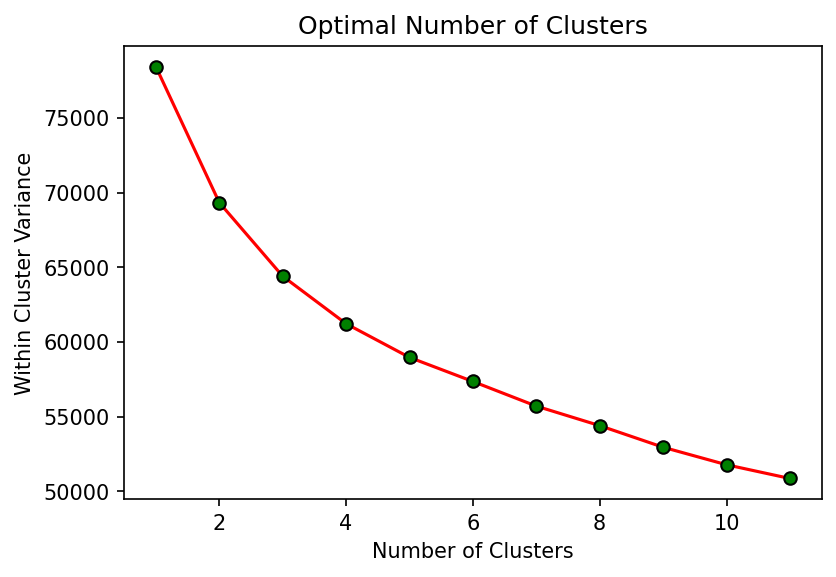 Optimal Number of Clusters
Within Cluster Variance
75000
70000
65000
60000
55000
50000
2 4 6 8 10
Number of Clusters